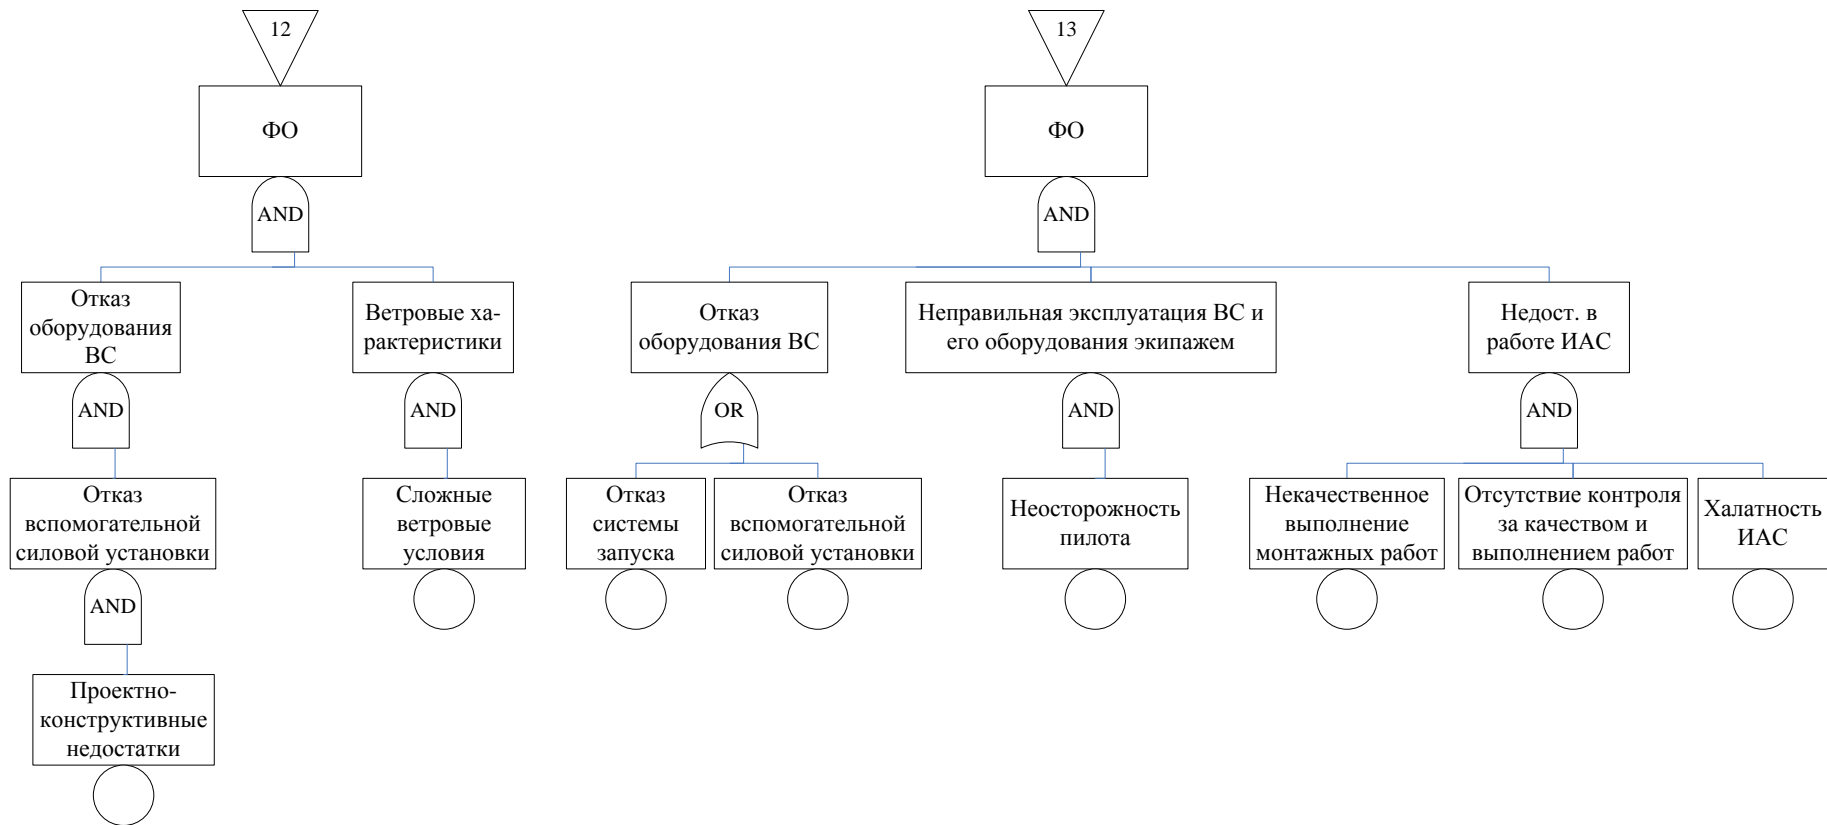 12
ФО
AND
Отказ
оборудования
ВС
AND
Отказ
вспомогательной
силовой установки
AND
Проектно-
конструктивные
недостатки
Ветровые ха-
рактеристики
AND
Сложные
ветровые
условия
13
ФО
AND
Отказ
оборудования ВС
OR
Отказ
системы
запуска
Отказ
вспомогательной
силовой установки
Неправильная эксплуатация ВС и
его оборудования экипажем
AND
Неосторожность
пилота
Недост. в
работе ИАС
AND
Некачественное
выполнение
монтажных работ
Отсутствие контроля
за качеством и
выполнением работ
Халатность
ИАС